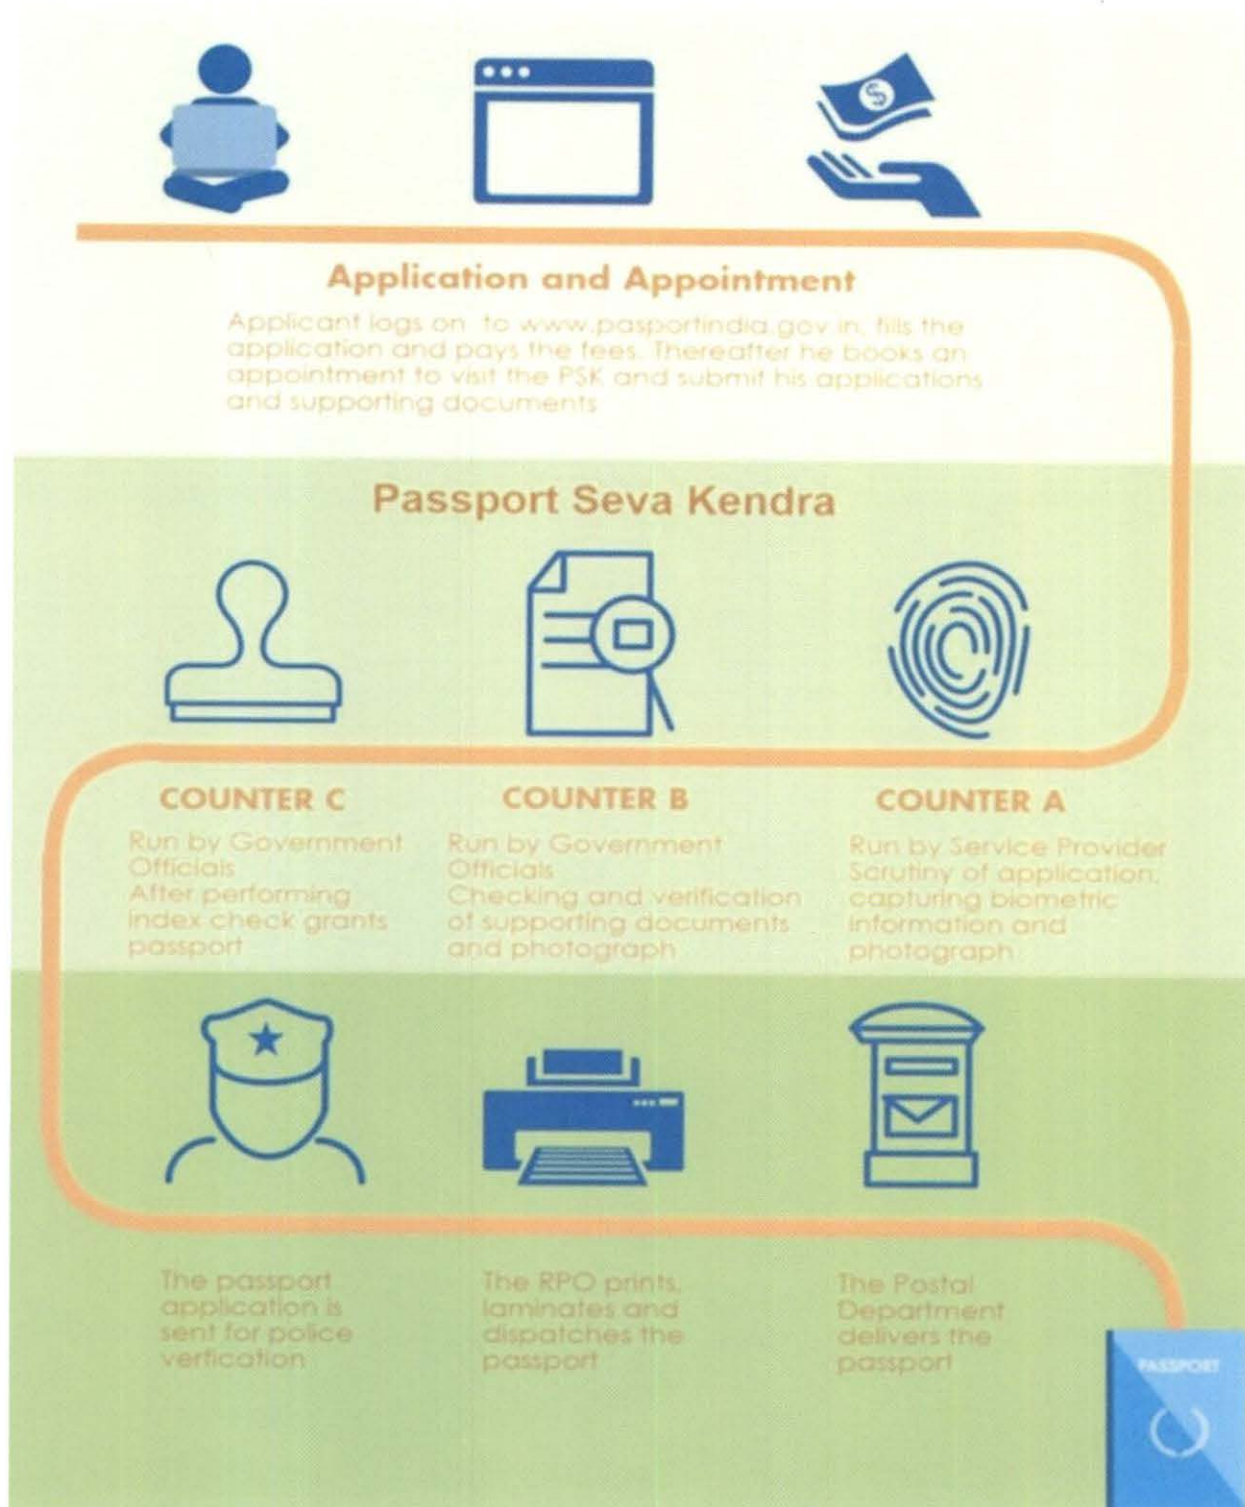 Application and Appointment
Applicant logs on to www.pasportindia.gov.in, fills the
application and pays the fees. Thereafter he books an
appointment to visit the PSK and submit his applications
and supporting documents
Passport Seva Kendra
COUNTER C
Run by Government
Officials
After performing
index check grants
passport
COUNTER B
Run by Government
Officials
Checking and verification
of supporting documents
and photograph
COUNTER A
Run by Service Provider
Scrutiny of application,
capturing biometric
information and
photograph
The passport
application is
sent for police
verfication
The RPO prints,
laminates and
dispatches the
passport
The Postal
Department
delivers the
passport
PASSPORT